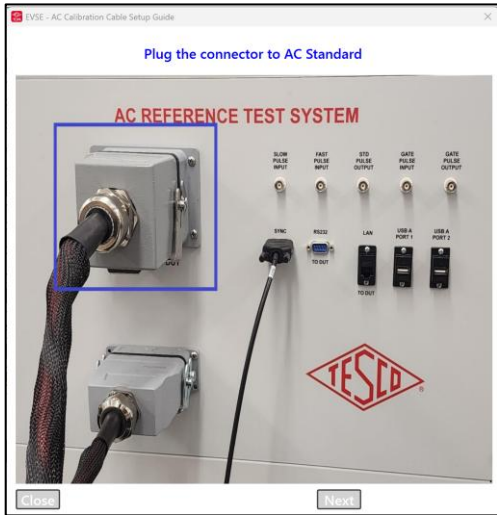 EVSE - AC Calibration Cable Setup Guide
Plug the connector to AC Standard
AC REFERENCE TEST SYSTEM
SLOW PULSE INPUT
FAST PULSE INPUT
STD PULSE OUTPUT
GATE PULSE INPUT
GATE PULSE OUTPUT
SYNC
RS232
LAN
USB A PORT 1
USB A PORT 2
DUT
TO DUT
TO DUT
TESCO
®
Close
Next